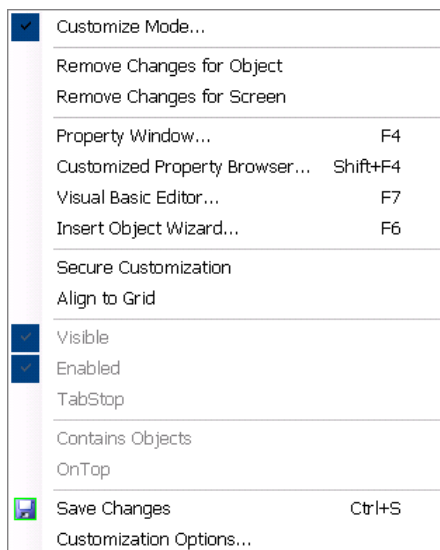 Customize Mode...
Remove Changes for Object
Remove Changes for Screen
Property Window... F4
Customized Property Browser... Shift+F4
Visual Basic Editor... F7
Insert Object Wizard... F6
Secure Customization
Align to Grid
Visible
Enabled
TabStop
Contains Objects
OnTop
Save Changes Ctrl+S
Customization Options...